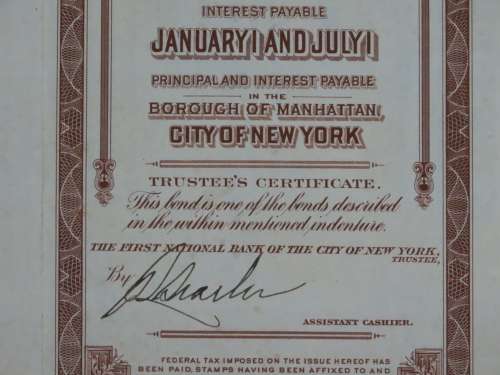 INTEREST PAYABLE
JANUARY 1 AND JULY 1
PRINCIPAL AND INTEREST PAYABLE
IN THE
BOROUGH OF MANHATTAN,
CITY OF NEW YORK
TRUSTEE'S CERTIFICATE.
This bond is one of the bonds described
in the within mentioned, indenture.
THE FIRST NATIONAL BANK OF THE CITY OF NEW YORK,
TRUSTEE,
By
ASSISTANT CASHIER.
FEDERAL TAX IMPOSED ON THE ISSUE HEREOF HAS
BEEN PAID, STAMPS HAVING BEEN AFFIXED TO AND